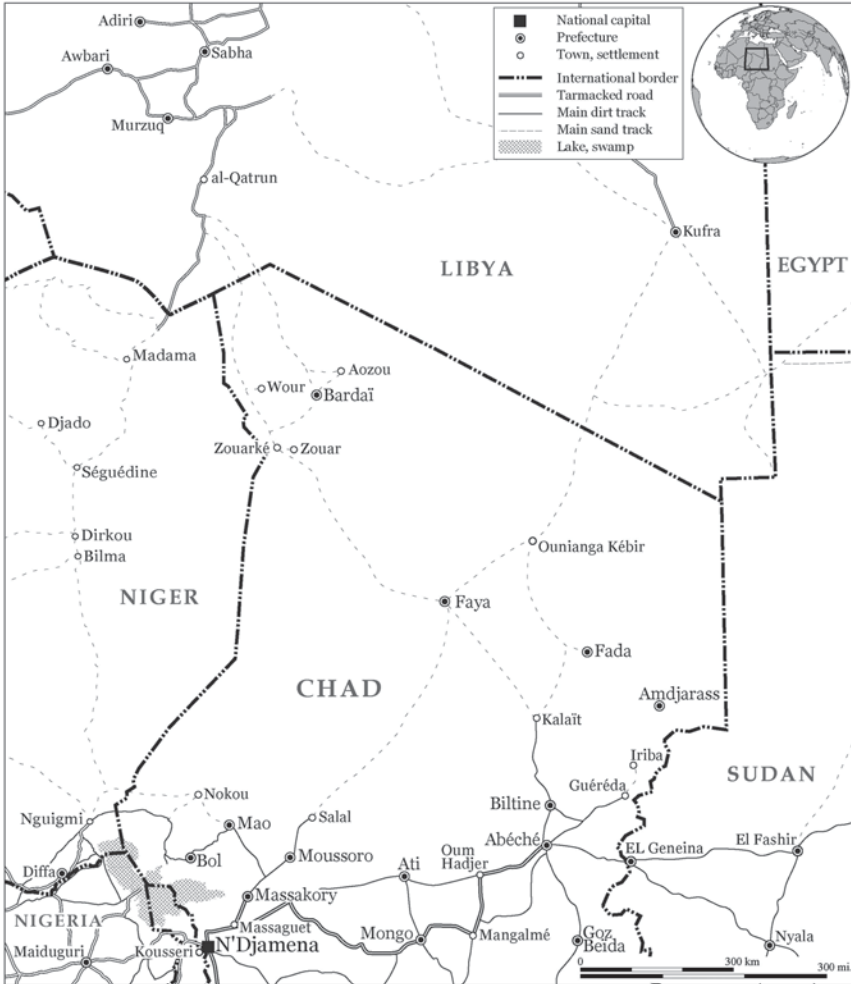 Adiri
Sabha
Awbari
Murzuq
al-Qatrun
National capital
Prefecture
Town, settlement
International border
Tarmacked road
Main dirt track
Main sand track
Lake, swamp
Kufra
LIBYA
EGYPT
Madama
Aozou
Wour
Bardaï
Djado
Zouarké
Zouar
Séguédine
Dirkou
Bilma
Ounianga Kébir
NIGER
Faya
Fada
CHAD
Amdjarass
Kalaït
Iriba
SUDAN
Guéréda
Nokou
Biltine
Nguigmi
Mao
Salal
Abéché
El Fashir
Oum
Hadjer
EL Geneina
Bol
Moussoro
Ati
Diffa
Massakory
NIGERIA
Massaguet
Mongo
Mangalmé
Goz
Beïda
Nyala
Maiduguri
Kousseri
N'Djamena
0 300 km 300 mi.